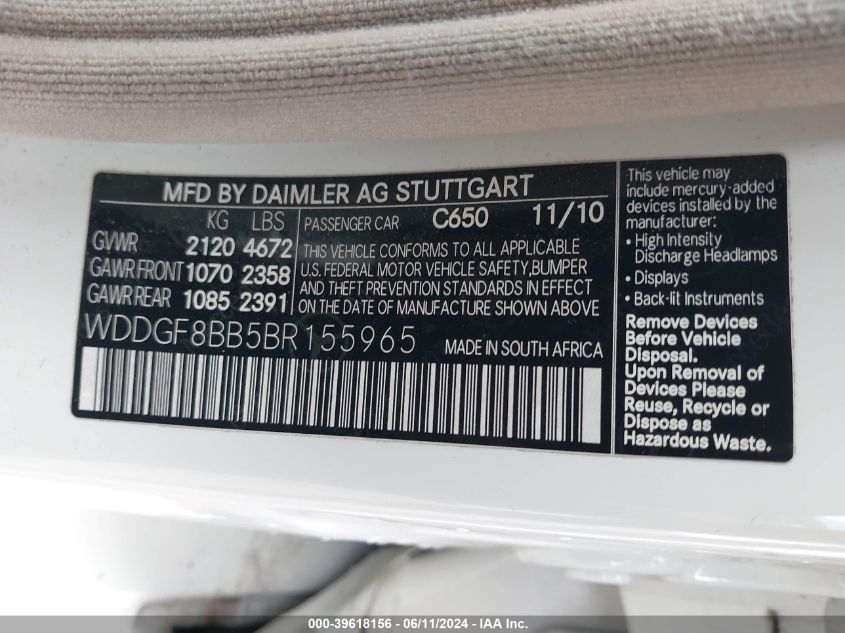 MFD BY DAIMLER AG STUTTGART
KG LBS
GVWR 2120 4672
GAWR FRONT 1070 2358
GAWR REAR 1085 2391
PASSENGER CAR C650 11/10
THIS VEHICLE CONFORMS TO ALL APPLICABLE
U.S. FEDERAL MOTOR VEHICLE SAFETY,BUMPER
AND THEFT PREVENTION STANDARDS IN EFFECT
ON THE DATE OF MANUFACTURE SHOWN ABOVE
WDDGF8BB5BR155965
MADE IN SOUTH AFRICA
This vehicle may
include mercury-added
devices installed by the
manufacturer:
• High Intensity
Discharge Headlamps
• Displays
• Back-lit Instruments
Remove Devices
Before Vehicle
Disposal.
Upon Removal of
Devices Please
Reuse, Recycle or
Dispose as
Hazardous Waste.
000-39618156 - 06/11/2024 - IAA Inc.